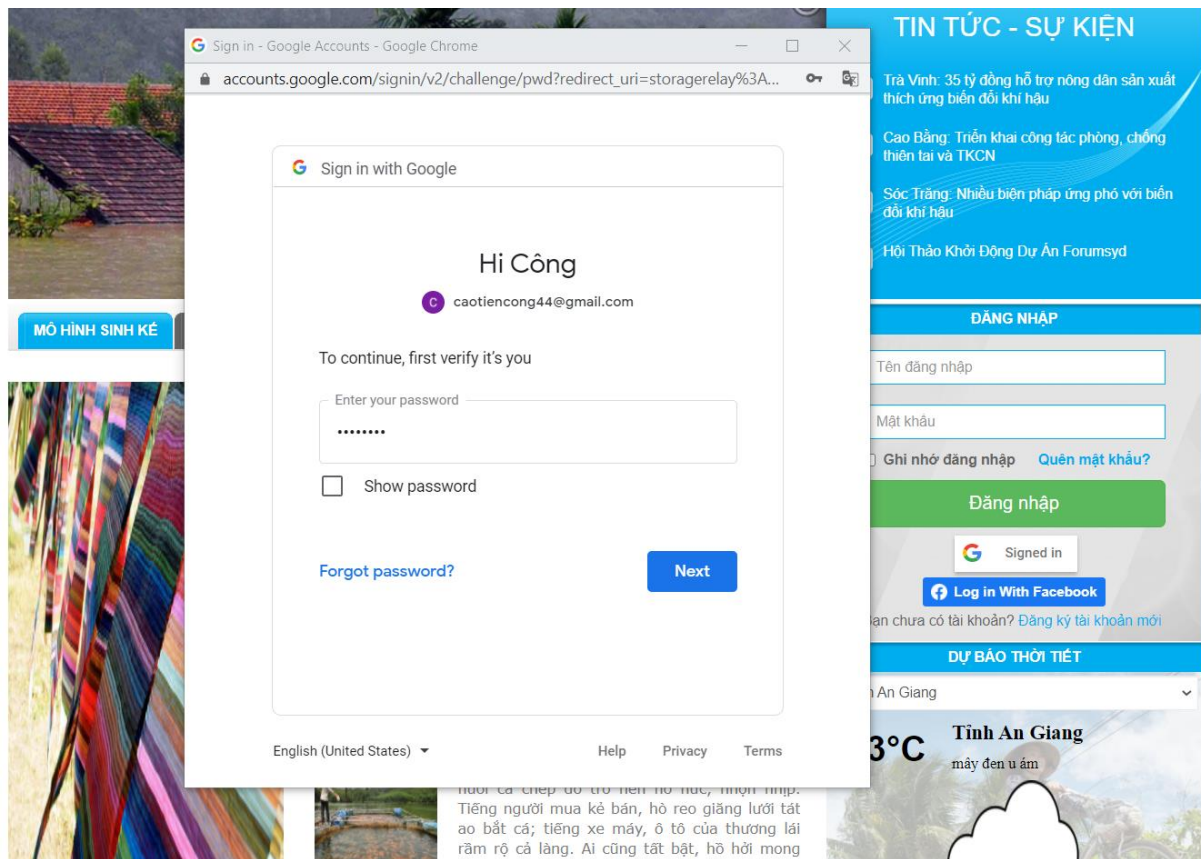 Sign in - Google Accounts - Google Chrome
accounts.google.com/signin/v2/challenge/pwd?redirect_uri=storagerelay%3A...
Sign in with Google
Hi Công
C
caotiencong44@gmail.com
To continue, first verify it's you
Enter your password
••••••••
Show password
Forgot password?
Next
English (United States)
Help
Privacy
Terms
MÔ HÌNH SINH KẾ
Tiếng người mua kẻ bán, hò reo giăng lưới tát
ao bắt cá; tiếng xe máy, ô tô của thương lái
rầm rộ cả làng. Ai cũng tất bật, hồ hởi mong
TIN TỨC - SỰ KIỆN
Trà Vinh: 35 tỷ đồng hỗ trợ nông dân sản xuất
thích ứng biến đổi khí hậu
Cao Bằng: Triển khai công tác phòng, chống
thiên tai và TKCN
Sóc Trăng: Nhiều biện pháp ứng phó với biến
đổi khí hậu
Hội Thảo Khởi Động Dự Án Forumsyd
ĐĂNG NHẬP
Tên đăng nhập
Mật khẩu
Ghi nhớ đăng nhập
Quên mật khẩu?
Đăng nhập
Signed in
Log in With Facebook
chưa có tài khoản? Đăng ký tài khoản mới
DỰ BÁO THỜI TIẾT
An Giang
3°C
Tỉnh An Giang
mây đen u ám